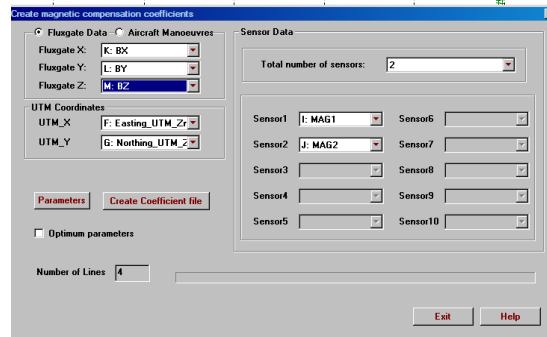 Create magnetic compensation coefficients
Fluxgate Data Aircraft Manoeuvres
Fluxgate X: K: BX
Fluxgate Y: L: BY
Fluxgate Z: M: BZ
UTM Coordinates
UTM_X F: Easting_UTM_Zr
UTM_Y G: Northing_UTM_Z
Parameters Create Coefficient file
Optimum parameters
Number of Lines 4
Sensor Data
Total number of sensors: 2
Sensor1 I: MAG1 Sensor6
Sensor2 J: MAG2 Sensor7
Sensor3 Sensor8
Sensor4 Sensor9
Sensor5 Sensor10
Exit Help